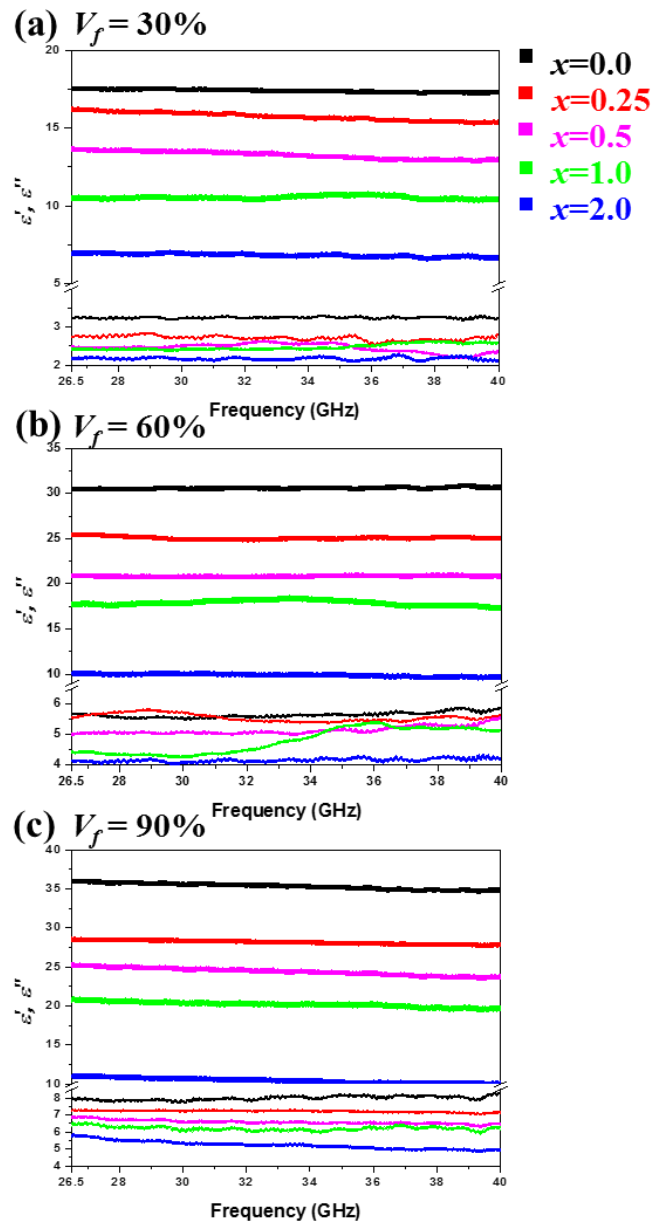 (a) V_f = 30%
x=0.0
x=0.25
x=0.5
x=1.0
x=2.0
20
15
10
5
3
2
ε', ε''
26.5 28 30 32 34 36 38 40
Frequency (GHz)
(b) V_f = 60%
35
30
25
20
15
10
6
5
4
ε', ε''
26.5 28 30 32 34 36 38 40
Frequency (GHz)
(c) V_f = 90%
40
35
30
25
20
15
10
8
7
6
5
4
ε', ε''
26.5 28 30 32 34 36 38 40
Frequency (GHz)